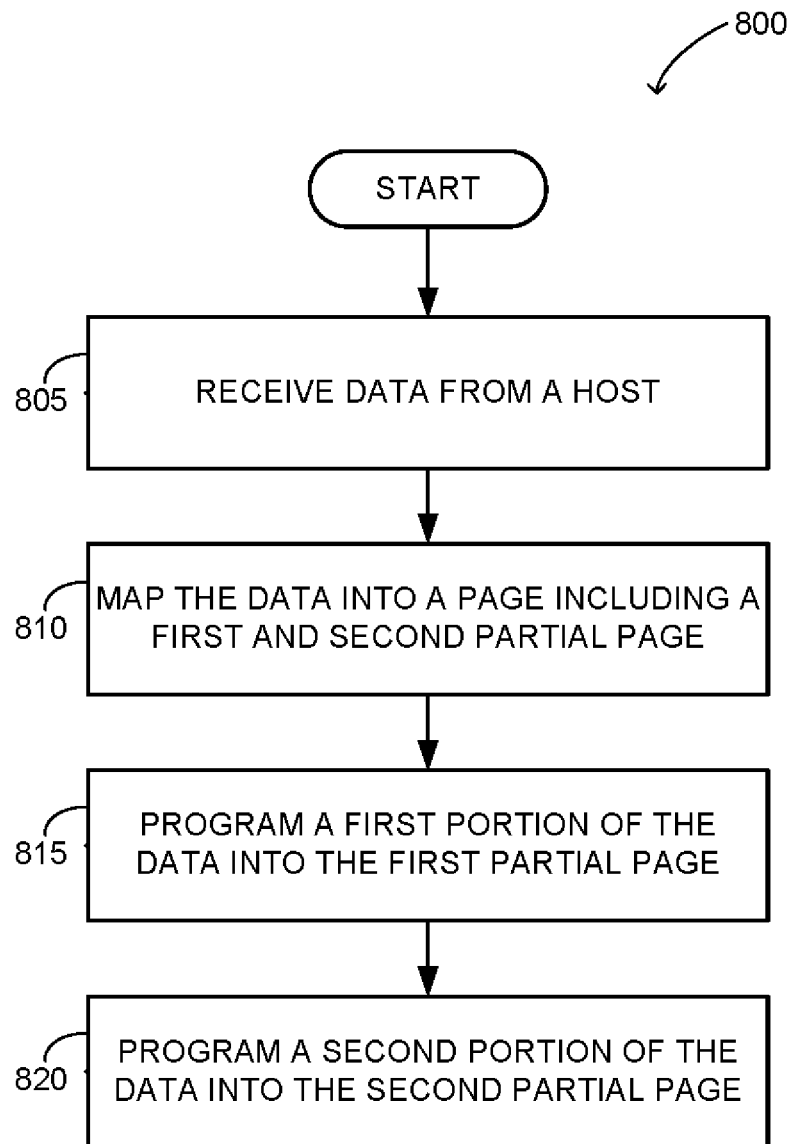 800
START
805
RECEIVE DATA FROM A HOST
810
MAP THE DATA INTO A PAGE INCLUDING A
FIRST AND SECOND PARTIAL PAGE
815
PROGRAM A FIRST PORTION OF THE
DATA INTO THE FIRST PARTIAL PAGE
820
PROGRAM A SECOND PORTION OF THE
DATA INTO THE SECOND PARTIAL PAGE